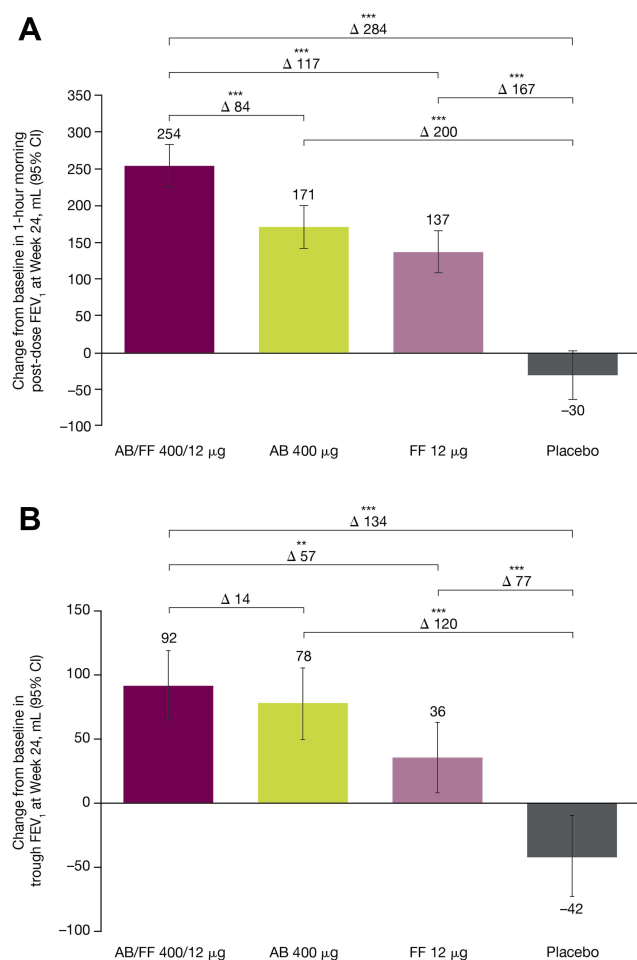 A
***
Δ 284
***
Δ 117
***
Δ 167
***
Δ 84
***
Δ 200
Change from baseline in 1-hour morning
post-dose FEV1 at Week 24, mL (95% CI)
350
300
250
200
150
100
50
0
−50
−100
254
171
137
−30
AB/FF 400/12 µg
AB 400 µg
FF 12 µg
Placebo
B
***
Δ 134
**
Δ 57
***
Δ 77
Δ 14
***
Δ 120
Change from baseline in
trough FEV1 at Week 24, mL (95% CI)
150
100
50
0
−50
−100
92
78
36
−42
AB/FF 400/12 µg
AB 400 µg
FF 12 µg
Placebo